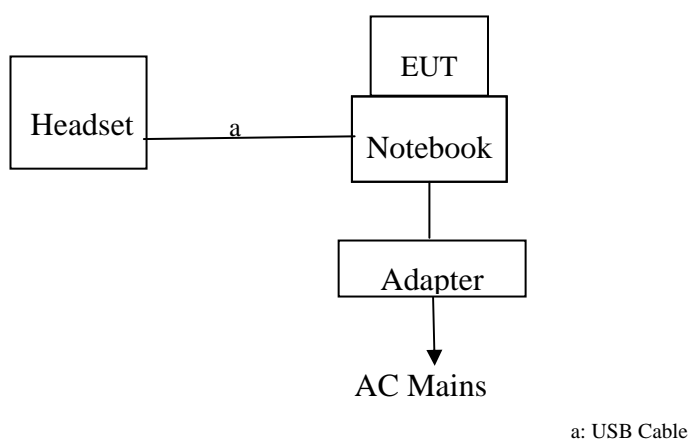 EUT
Headset
a
Notebook
Adapter
AC Mains
a: USB Cable